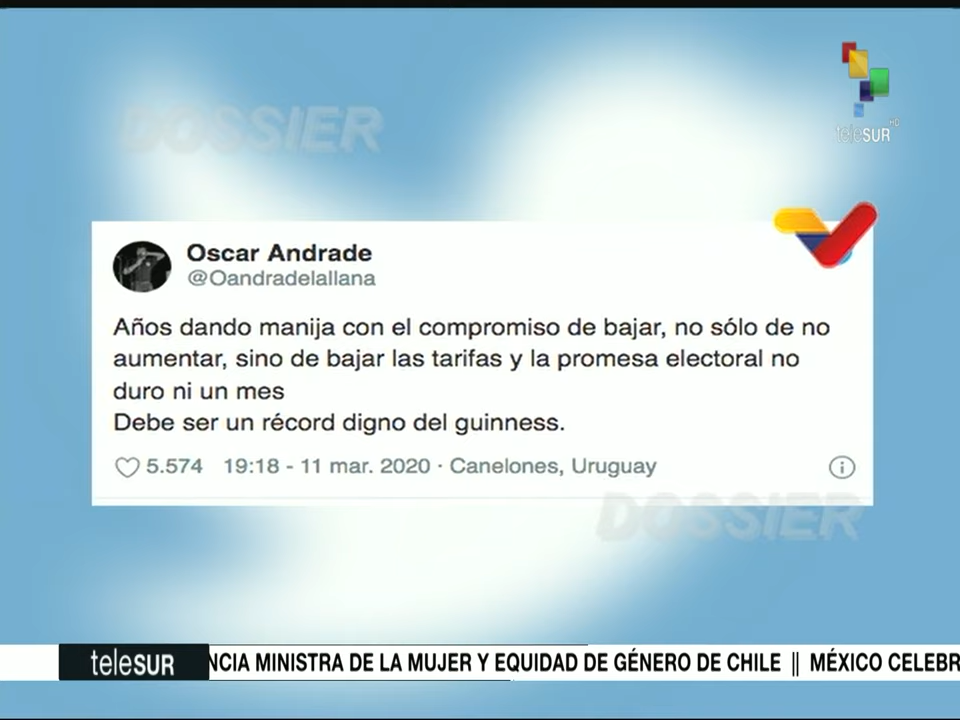 DOSSIER
teleSUR HD
Oscar Andrade
@Oandradelallana
Años dando manija con el compromiso de bajar, no sólo de no
aumentar, sino de bajar las tarifas y la promesa electoral no
duro ni un mes
Debe ser un récord digno del guinness.
5.574 19:18 - 11 mar. 2020 · Canelones, Uruguay
DOSSIER
teleSUR
NCIA MINISTRA DE LA MUJER Y EQUIDAD DE GÉNERO DE CHILE || MÉXICO CELEBR